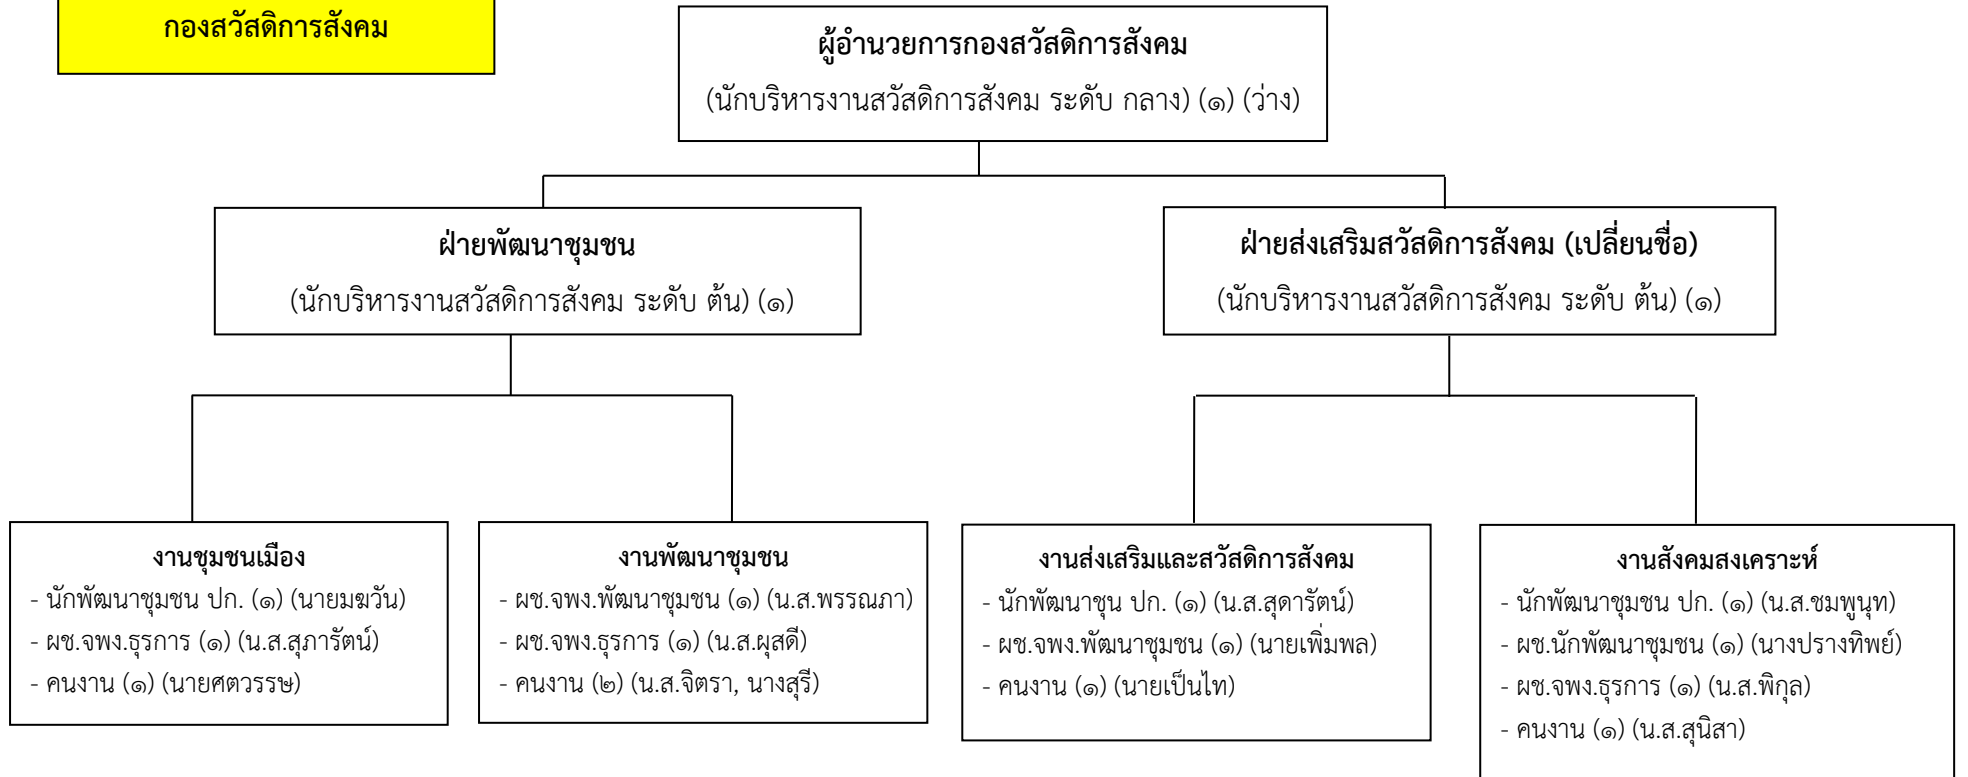 กองสวัสดิการสังคม
ผู้อำนวยการกองสวัสดิการสังคม
(นักบริหารงานสวัสดิการสังคม ระดับ กลาง) (๑) (ว่าง)
ฝ่ายพัฒนาชุมชน
(นักบริหารงานสวัสดิการสังคม ระดับ ต้น) (๑)
ฝ่ายส่งเสริมสวัสดิการสังคม (เปลี่ยนชื่อ)
(นักบริหารงานสวัสดิการสังคม ระดับ ต้น) (๑)
งานชุมชนเมือง
- นักพัฒนาชุมชน ปก. (๑) (นายมฆวัน)
- ผช.จพง.ธุรการ (๑) (น.ส.สุภารัตน์)
- คนงาน (๑) (นายศตวรรษ)
งานพัฒนาชุมชน
- ผช.จพง.พัฒนาชุมชน (๑) (น.ส.พรรณภา)
- ผช.จพง.ธุรการ (๑) (น.ส.ผุสดี)
- คนงาน (๒) (น.ส.จิตรา, นางสุรี)
งานส่งเสริมและสวัสดิการสังคม
- นักพัฒนาชุน ปก. (๑) (น.ส.สุดารัตน์)
- ผช.จพง.พัฒนาชุมชน (๑) (นายเพิ่มพล)
- คนงาน (๑) (นายเป็นไท)
งานสังคมสงเคราะห์
- นักพัฒนาชุมชน ปก. (๑) (น.ส.ชมพูนุท)
- ผช.นักพัฒนาชุมชน (๑) (นางปรางทิพย์)
- ผช.จพง.ธุรการ (๑) (น.ส.พิกุล)
- คนงาน (๑) (น.ส.สุนิสา)